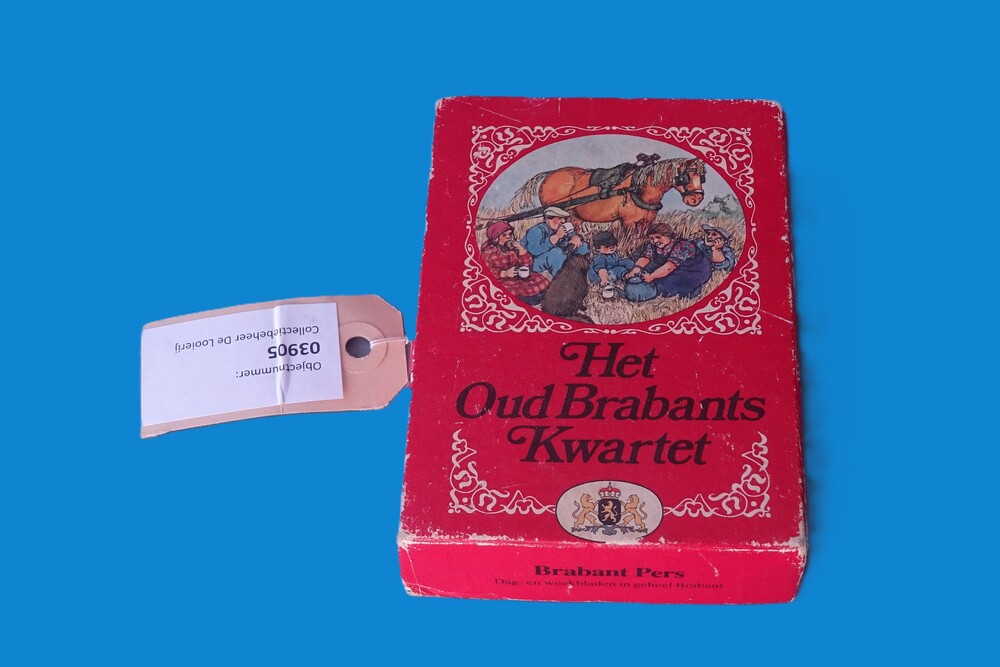 Het
Oud Brabants
Kwartet
Brabant Pers
Dag- en weekbladen in geheel Brabant
Objectnummer:
03905
Collectiebeheer De Looierij